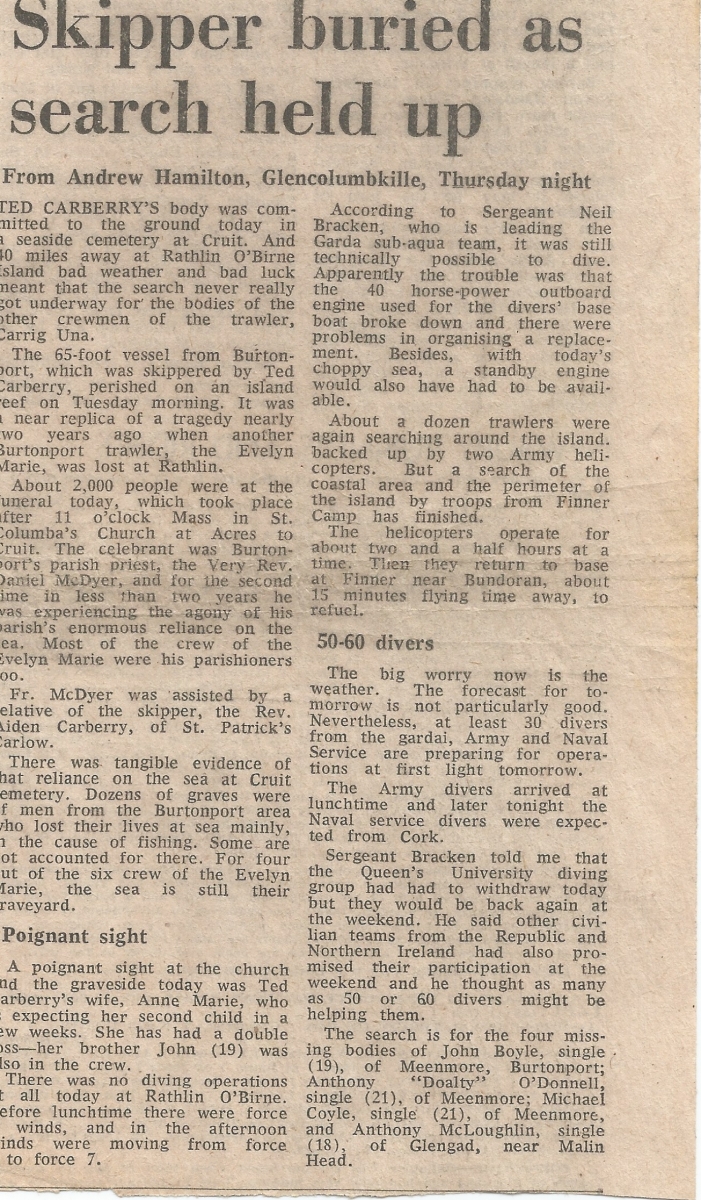 Skipper buried as
search held up
From Andrew Hamilton, Glencolumbkille, Thursday night
TED CARBERRY'S body was com-
mitted to the ground today in
a seaside cemetery at Cruit. And
40 miles away at Rathlin O'Birne
island bad weather and bad luck
meant that the search never really
got underway for the bodies of the
other crewmen of the trawler,
Carrig Una.
The 65-foot vessel from Burton-
port, which was skippered by Ted
Carberry, perished on an island
reef on Tuesday morning. It was
a near replica of a tragedy nearly
two years ago when another
Burtonport trawler, the Evelyn
Marie, was lost at Rathlin.
About 2,000 people were at the
funeral today, which took place
after 11 o'clock Mass in St.
Columba's Church at Acres to
Cruit. The celebrant was Burton-
port's parish priest, the Very Rev.
Daniel McDyer, and for the second
time in less than two years he
was experiencing the agony of his
parish's enormous reliance on the
sea. Most of the crew of the
Evelyn Marie were his parishioners
too.
Fr. McDyer was assisted by a
relative of the skipper, the Rev.
Aiden Carberry, of St. Patrick's
Carlow.
There was tangible evidence of
that reliance on the sea at Cruit
cemetery. Dozens of graves were
of men from the Burtonport area
who lost their lives at sea mainly,
in the cause of fishing. Some are
not accounted for there. For four
out of the six crew of the Evelyn
Marie, the sea is still their
graveyard.
Poignant sight
A poignant sight at the church
and the graveside today was Ted
Carberry's wife, Anne Marie, who
is expecting her second child in a
few weeks. She has had a double
loss—her brother John (19) was
also in the crew.
There was no diving operations
at all today at Rathlin O'Birne.
Before lunchtime there were force
winds, and in the afternoon
winds were moving from force
to force 7.
According to Sergeant Neil
Bracken, who is leading the
Garda sub-aqua team, it was still
technically possible to dive.
Apparently the trouble was that
the 40 horse-power outboard
engine used for the divers' base
boat broke down and there were
problems in organising a replace-
ment. Besides, with today's
choppy sea, a standby engine
would also have had to be avail-
able.
About a dozen trawlers were
again searching around the island.
backed up by two Army heli-
copters. But a search of the
coastal area and the perimeter of
the island by troops from Finner
Camp has finished.
The helicopters operate for
about two and a half hours at a
time. Then they return to base
at Finner near Bundoran, about
15 minutes flying time away, to
refuel.
50-60 divers
The big worry now is the
weather. The forecast for to-
morrow is not particularly good.
Nevertheless, at least 30 divers
from the gardai, Army and Naval
Service are preparing for opera-
tions at first light tomorrow.
The Army divers arrived at
lunchtime and later tonight the
Naval service divers were expec-
ted from Cork.
Sergeant Bracken told me that
the Queen's University diving
group had had to withdraw today
but they would be back again at
the weekend. He said other civi-
lian teams from the Republic and
Northern Ireland had also pro-
mised their participation at the
weekend and he thought as many
as 50 or 60 divers might be
helping them.
The search is for the four miss-
ing bodies of John Boyle, single
(19), of Meenmore, Burtonport;
Anthony "Doalty" O'Donnell,
single (21), of Meenmore; Michael
Coyle, single (21), of Meenmore,
and Anthony McLoughlin, single
(18), of Glengad, near Malin
Head.